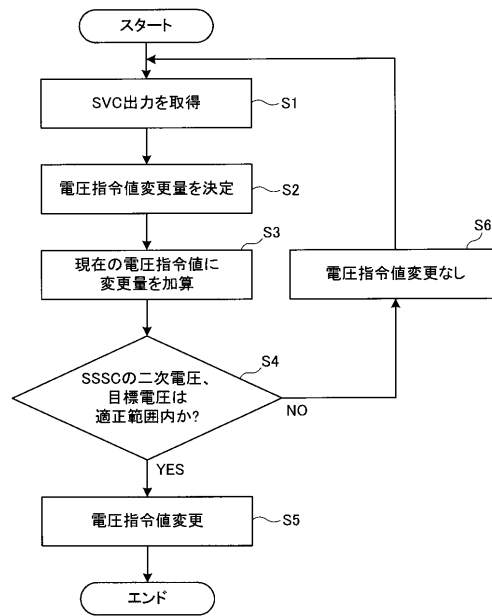 スタート
SVC出力を取得
S1
電圧指令値変更量を決定
S2
S3
現在の電圧指令値に
変更量を加算
S6
電圧指令値変更なし
S4
SSSCの二次電圧、
目標電圧は
適正範囲内か?
NO
YES
電圧指令値変更
S5
エンド